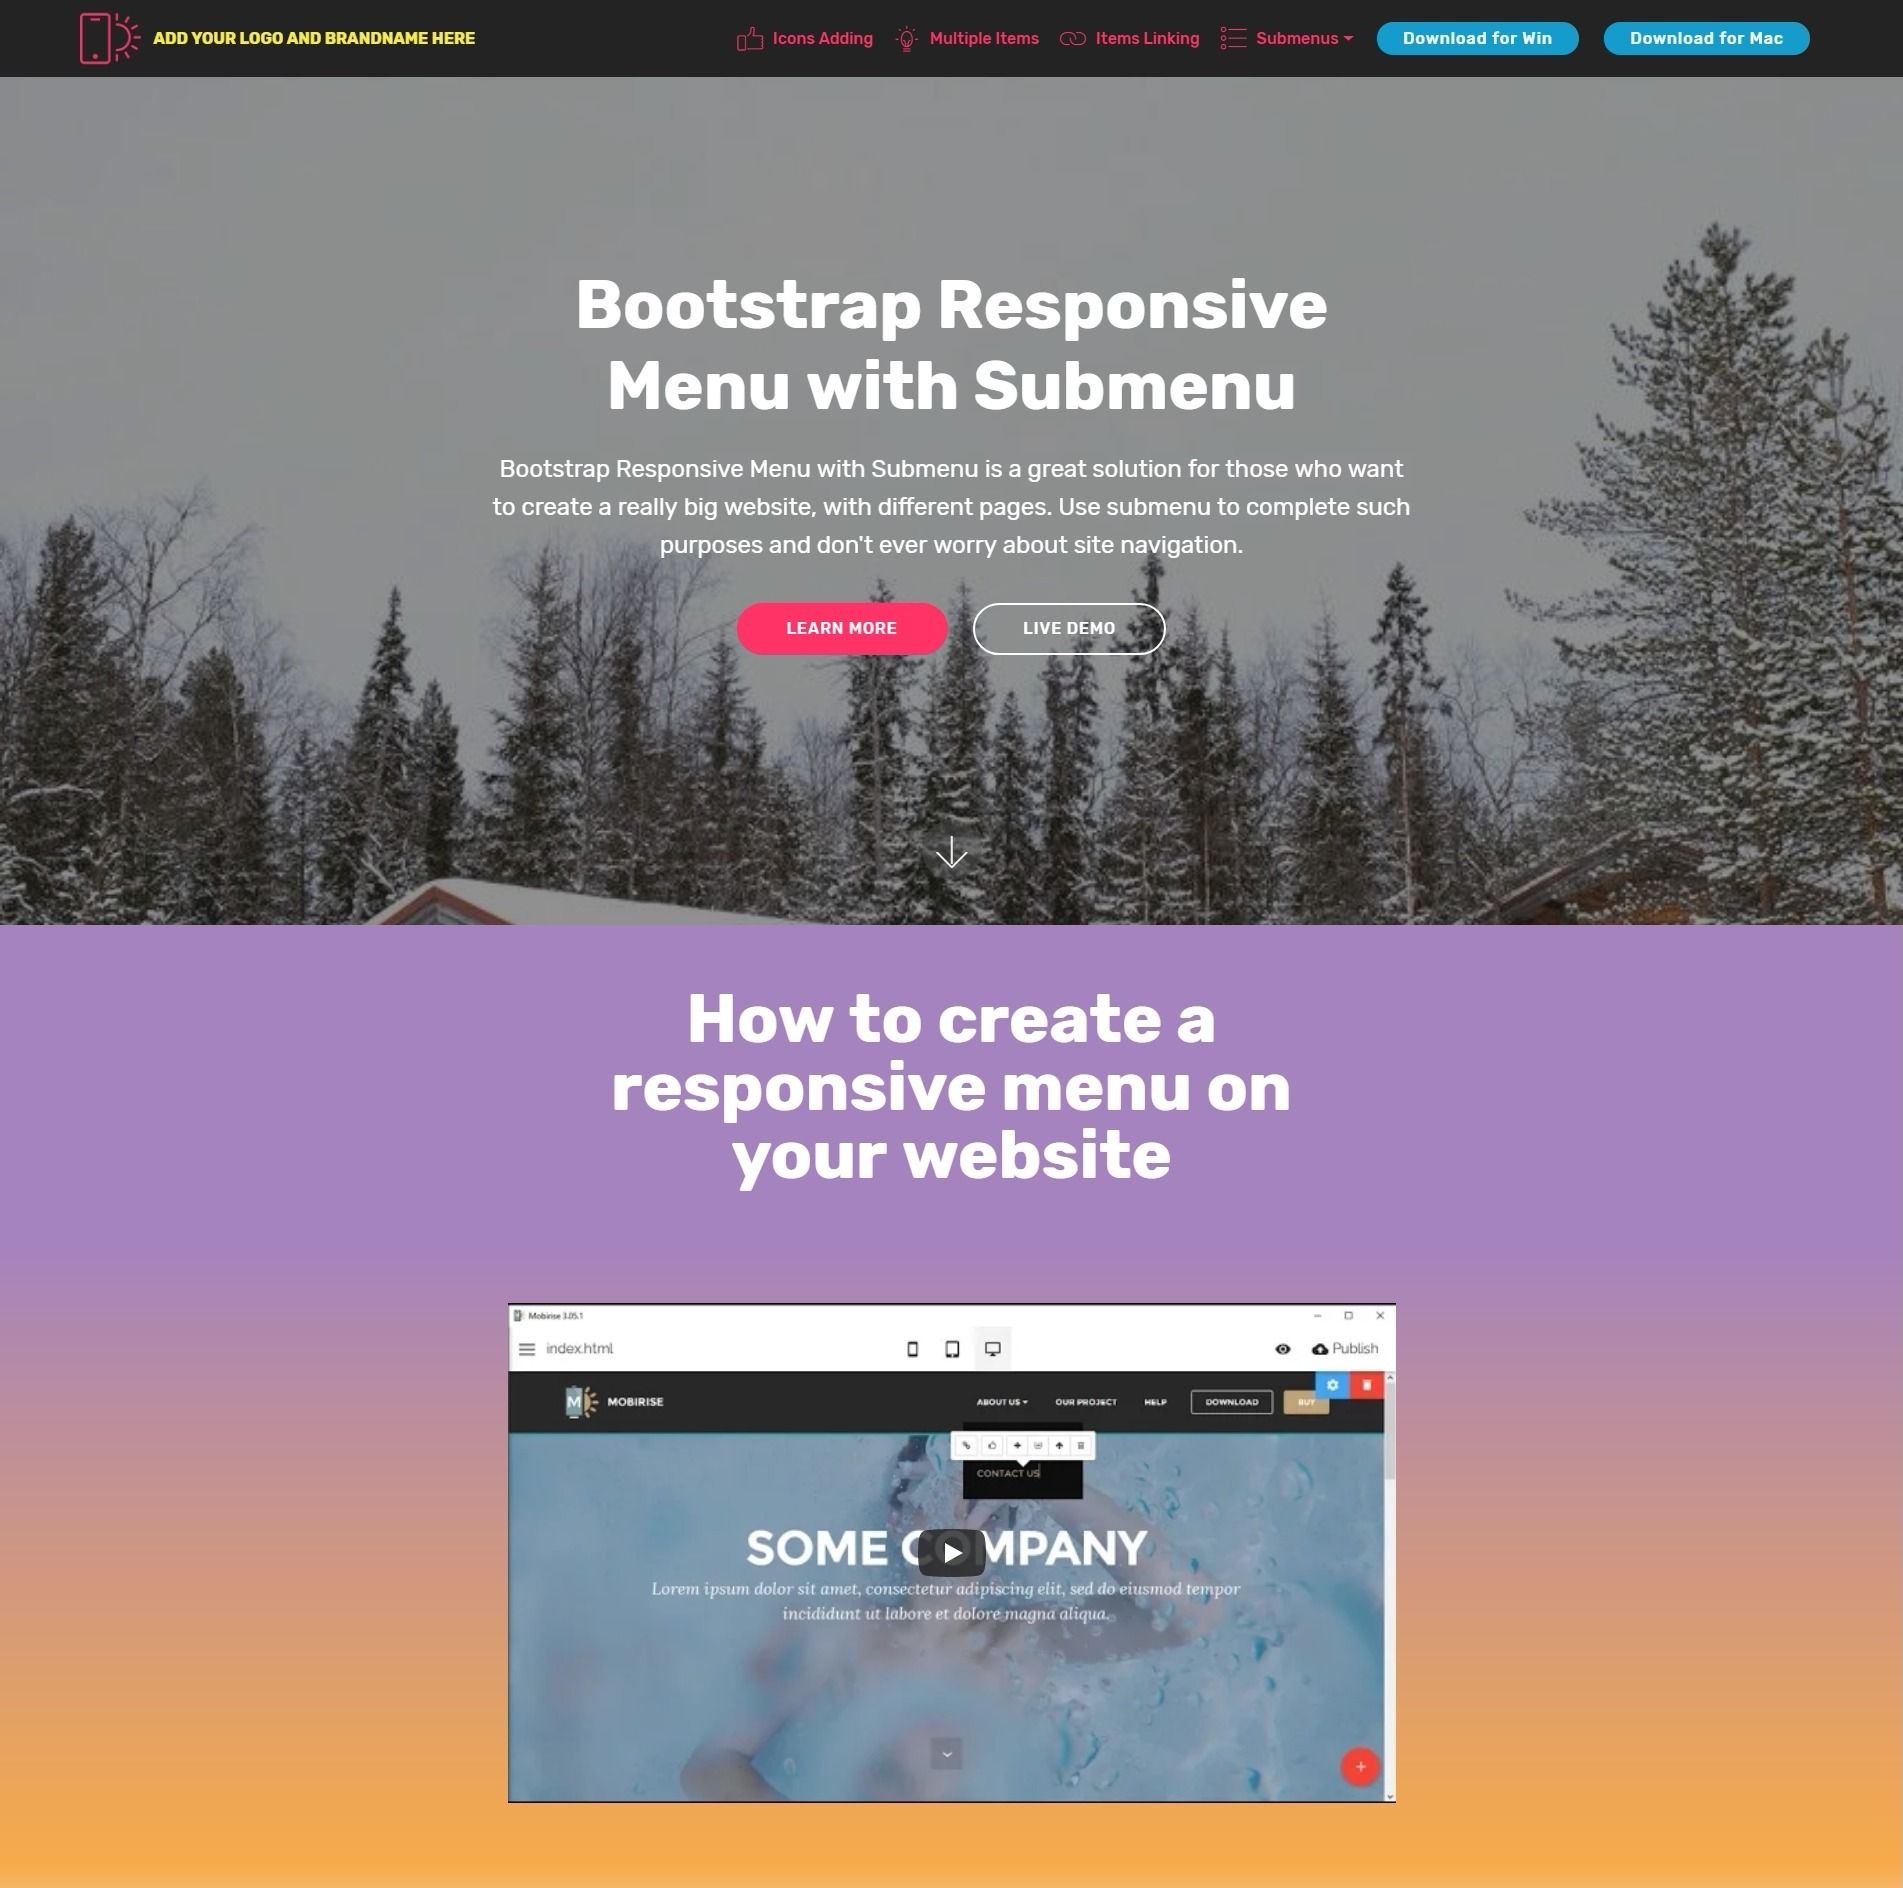 ADD YOUR LOGO AND BRANDNAME HERE
Icons Adding
Multiple Items
Items Linking
Submenus
Download for Win
Download for Mac
Bootstrap Responsive
Menu with Submenu
Bootstrap Responsive Menu with Submenu is a great solution for those who want
to create a really big website, with different pages. Use submenu to complete such
purposes and don't ever worry about site navigation.
LEARN MORE
LIVE DEMO
How to create a
responsive menu on
your website
Mobirise 3.05.1
index.html
Publish
M
MOBIRISE
ABOUT US
OUR PROJECT
HELP
DOWNLOAD
BUY
CONTACT US
SOME COMPANY
Lorem ipsum dolor sit amet, consectetur adipiscing elit, sed do eiusmod tempor
incididunt ut labore et dolore magna aliqua.